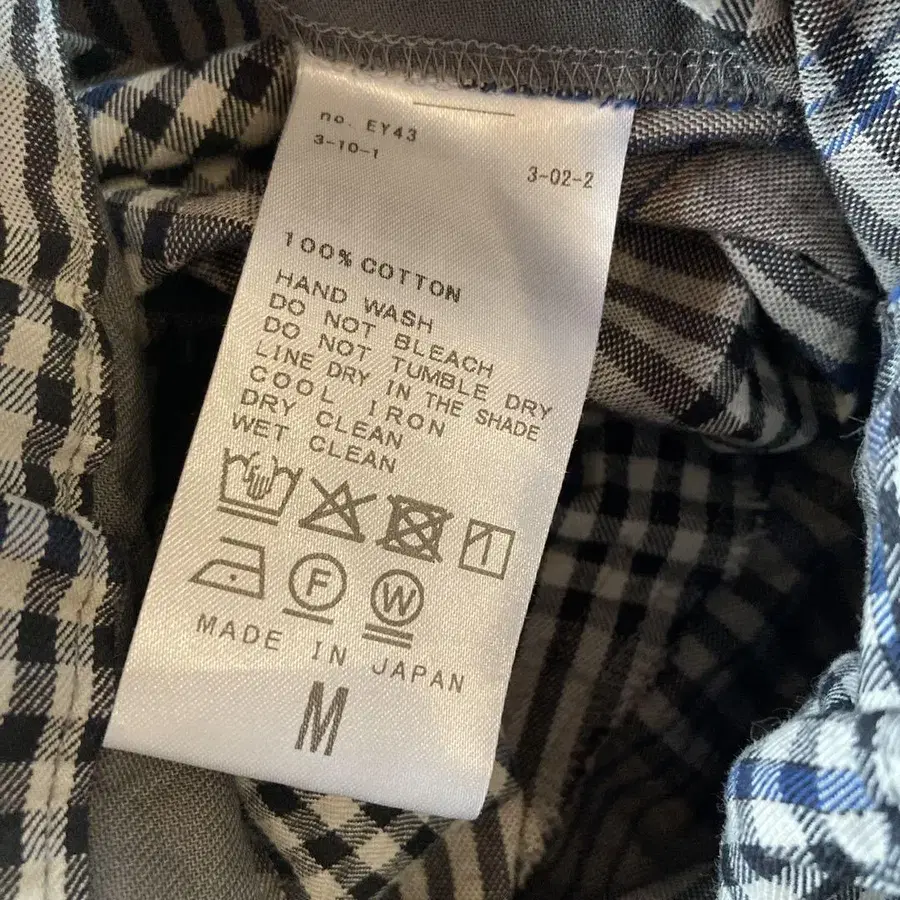 no. EY43
3-10-1
3-02-2
100% COTTON
HAND WASH
DO NOT BLEACH
DO NOT TUMBLE DRY
LINE DRY IN THE SHADE
COOL IRON
DRY CLEAN
WET CLEAN
F
W
MADE IN JAPAN
M